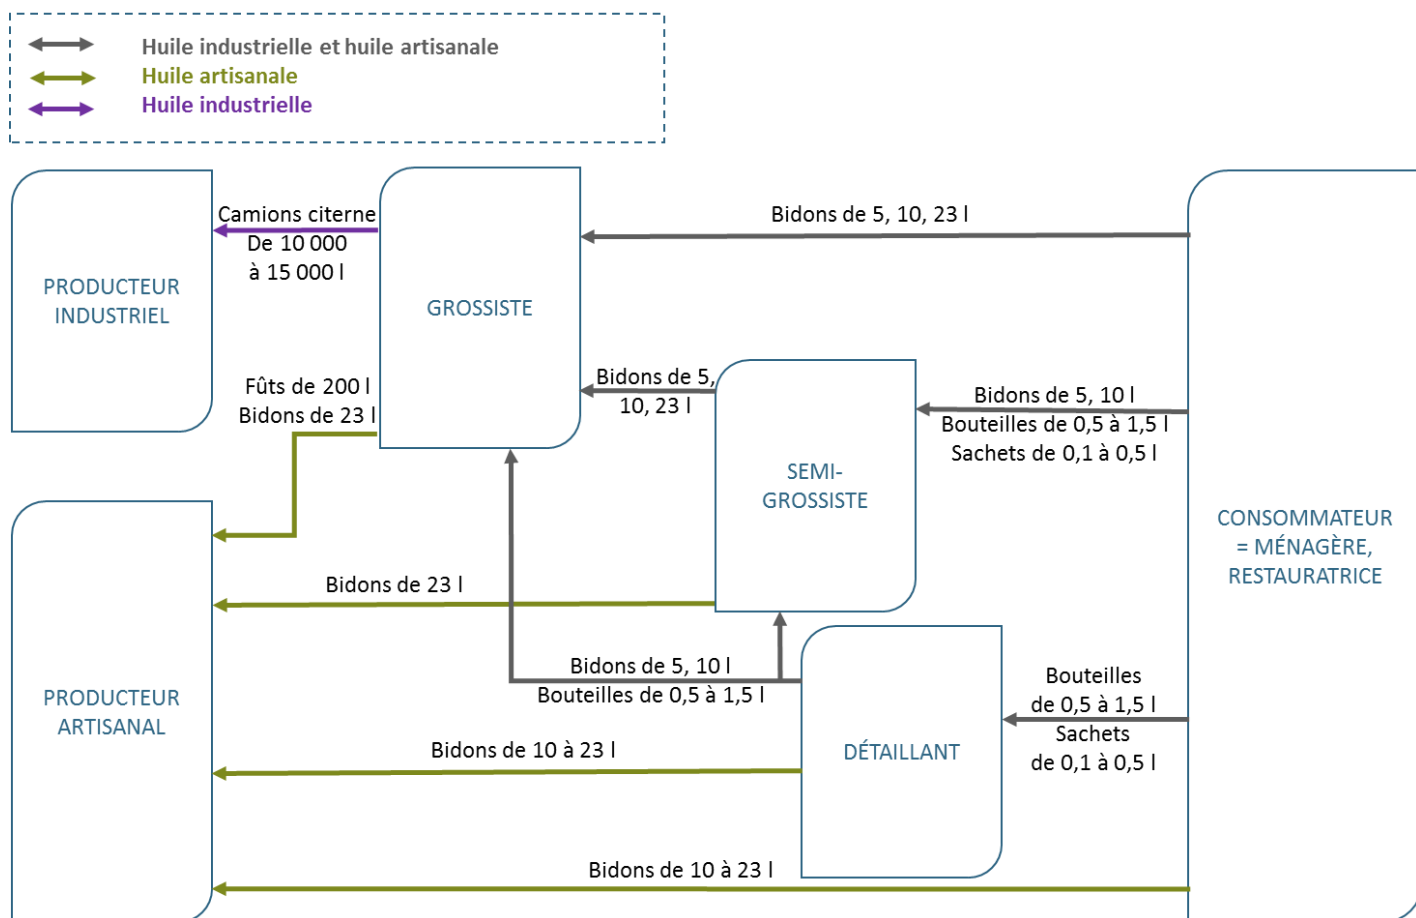 Huile industrielle et huile artisanale
Huile artisanale
Huile industrielle
Camions citerne
De 10 000
à 15 000 l
Bidons de 5, 10, 23 l
PRODUCTEUR
INDUSTRIEL
GROSSISTE
Fûts de 200 l
Bidons de 23 l
Bidons de 5,
10, 23 l
Bidons de 5, 10 l
Bouteilles de 0,5 à 1,5 l
Sachets de 0,1 à 0,5 l
SEMI-
GROSSISTE
CONSOMMATEUR
= MÉNAGÈRE,
RESTAURATRICE
Bidons de 23 l
Bidons de 5, 10 l
Bouteilles de 0,5 à 1,5 l
PRODUCTEUR
ARTISANAL
Bouteilles
de 0,5 à 1,5 l
Sachets
de 0,1 à 0,5 l
DÉTAILLANT
Bidons de 10 à 23 l
Bidons de 10 à 23 l